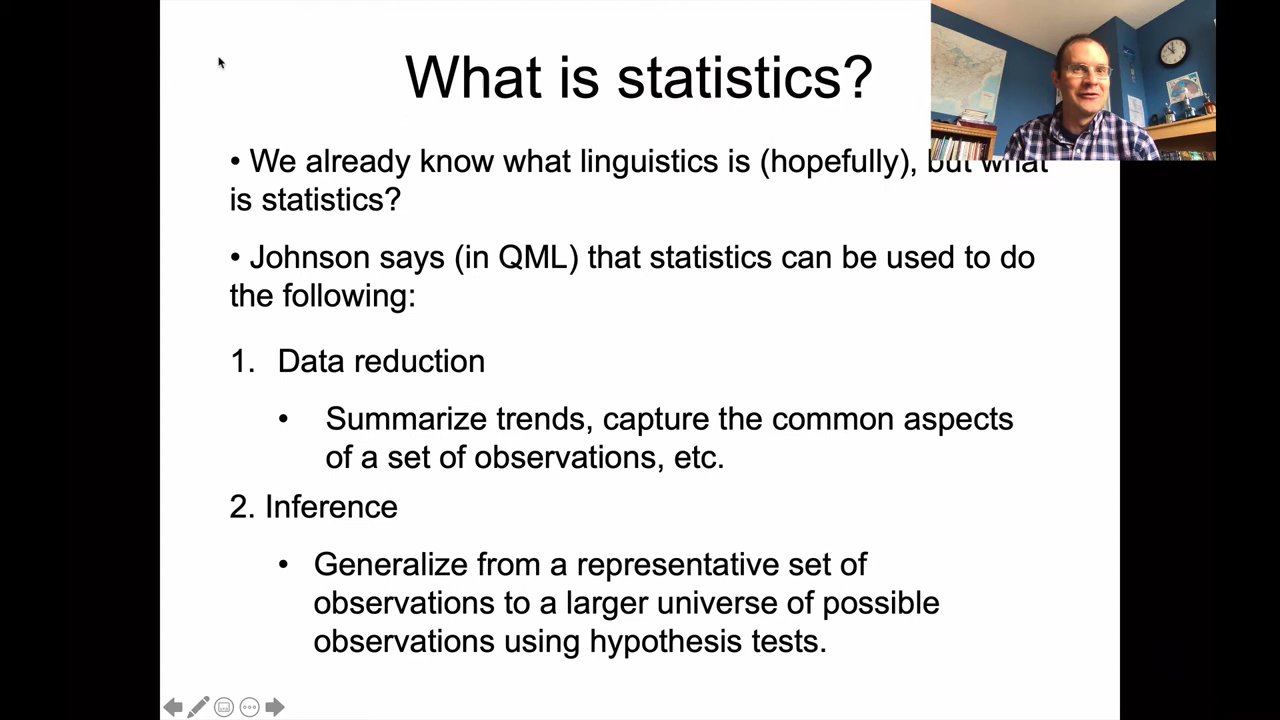 What is statistics?
• We already know what linguistics is (hopefully), but what
is statistics?
• Johnson says (in QML) that statistics can be used to do
the following:
1. Data reduction
• Summarize trends, capture the common aspects
of a set of observations, etc.
2. Inference
• Generalize from a representative set of
observations to a larger universe of possible
observations using hypothesis tests.